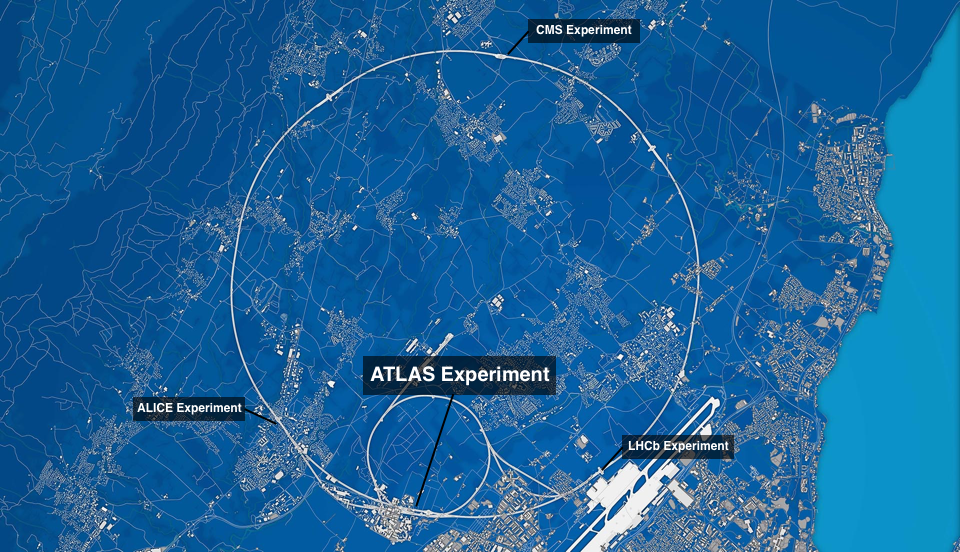 CMS Experiment
ATLAS Experiment
ALICE Experiment
LHCb Experiment